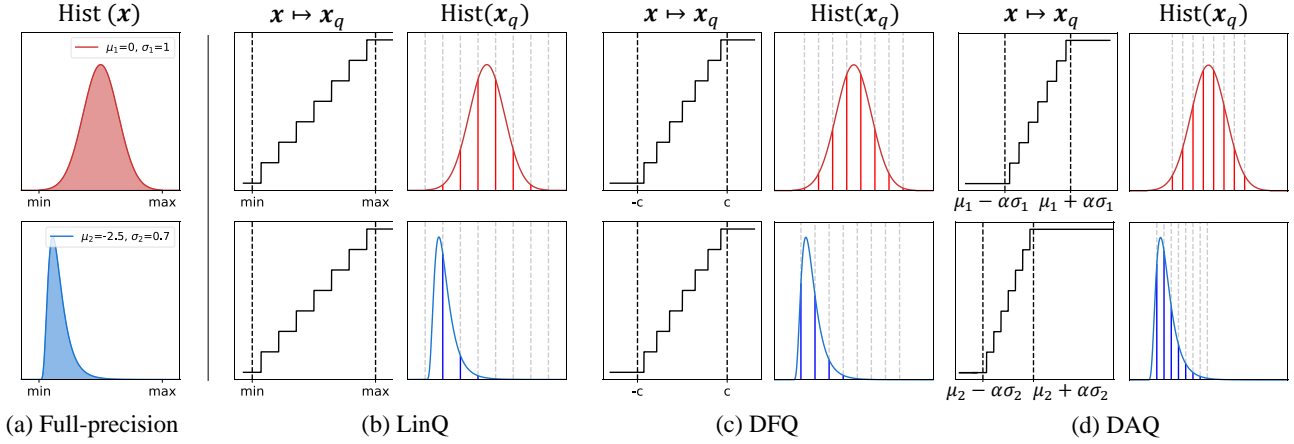 Hist (x)
x ↦ x_q
Hist(x_q)
x ↦ x_q
Hist(x_q)
x ↦ x_q
Hist(x_q)
μ₁=0, σ₁=1
min
max
min
max
-c
c
μ₁ − ασ₁
μ₁ + ασ₁
μ₂=-2.5, σ₂=0.7
min
max
min
max
-c
c
μ₂ − ασ₂
μ₂ + ασ₂
(a) Full-precision
(b) LinQ
(c) DFQ
(d) DAQ